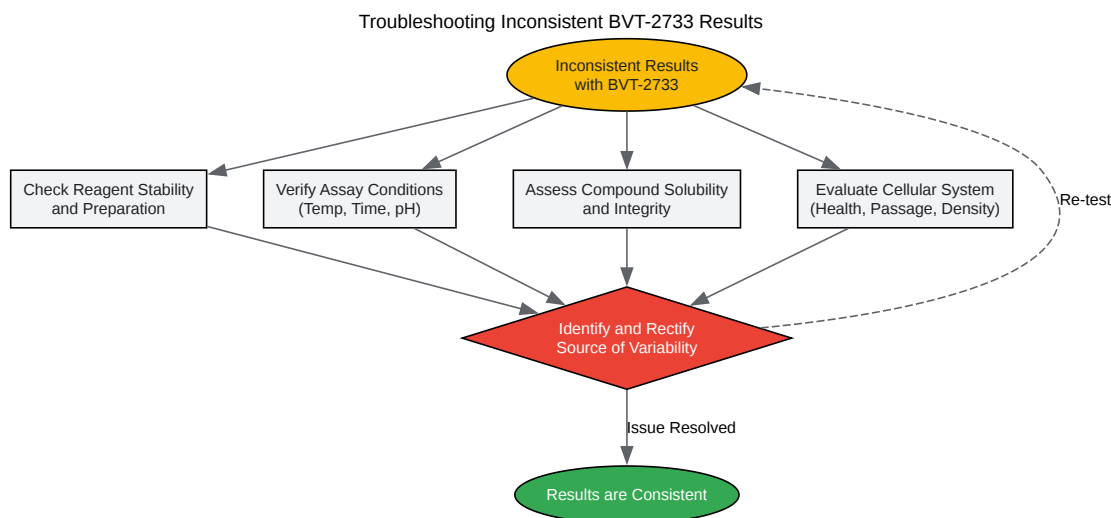 Troubleshooting Inconsistent BVT-2733 Results
Inconsistent Results
with BVT-2733
Check Reagent Stability
and Preparation
Verify Assay Conditions
(Temp, Time, pH)
Assess Compound Solubility
and Integrity
Evaluate Cellular System
(Health, Passage, Density)
Re-test
Identify and Rectify
Source of Variability
Issue Resolved
Results are Consistent